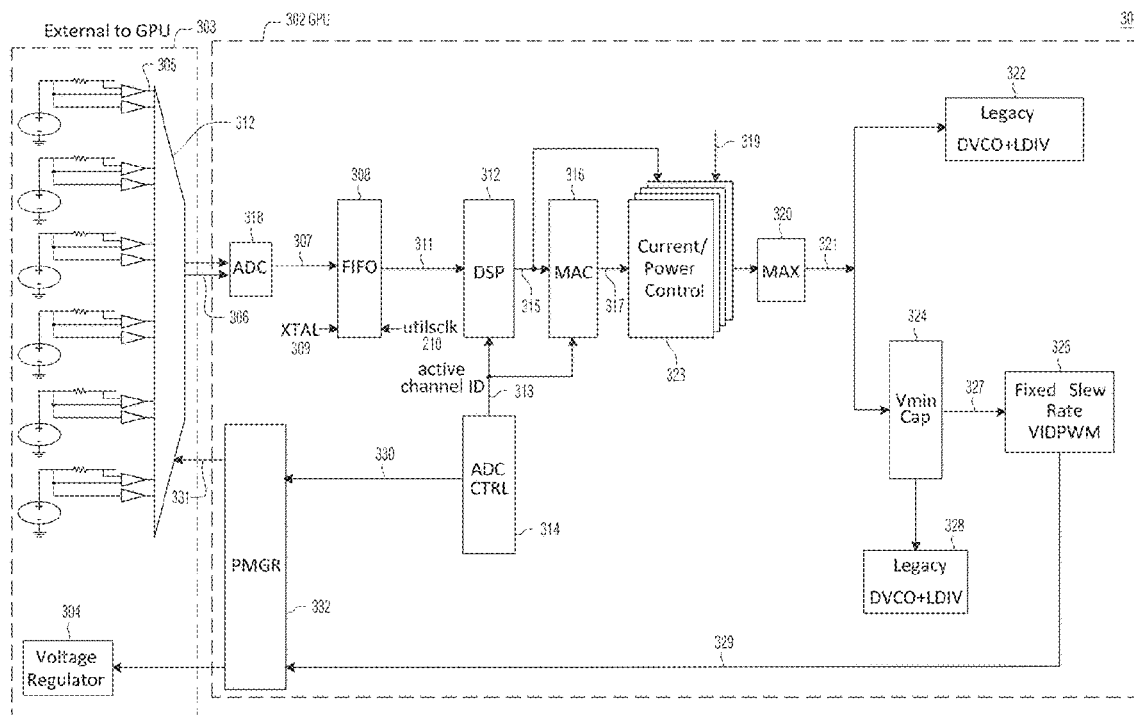 External to GPU
303
302 GPU
30
305
312
322
Legacy
DVCO+LDIV
319
308
312
316
318
307
311
320
321
ADC
FIFO
DSP
MAC
Current/
Power
Control
MAX
306
315
317
XTAL
309
utilsclk
210
324
326
323
active
channel ID
313
Vmin
Cap
327
Fixed Slew
Rate
VIDPWM
331
330
ADC
CTRL
314
PMGR
328
Legacy
DVCO+LDIV
332
304
Voltage
Regulator
329